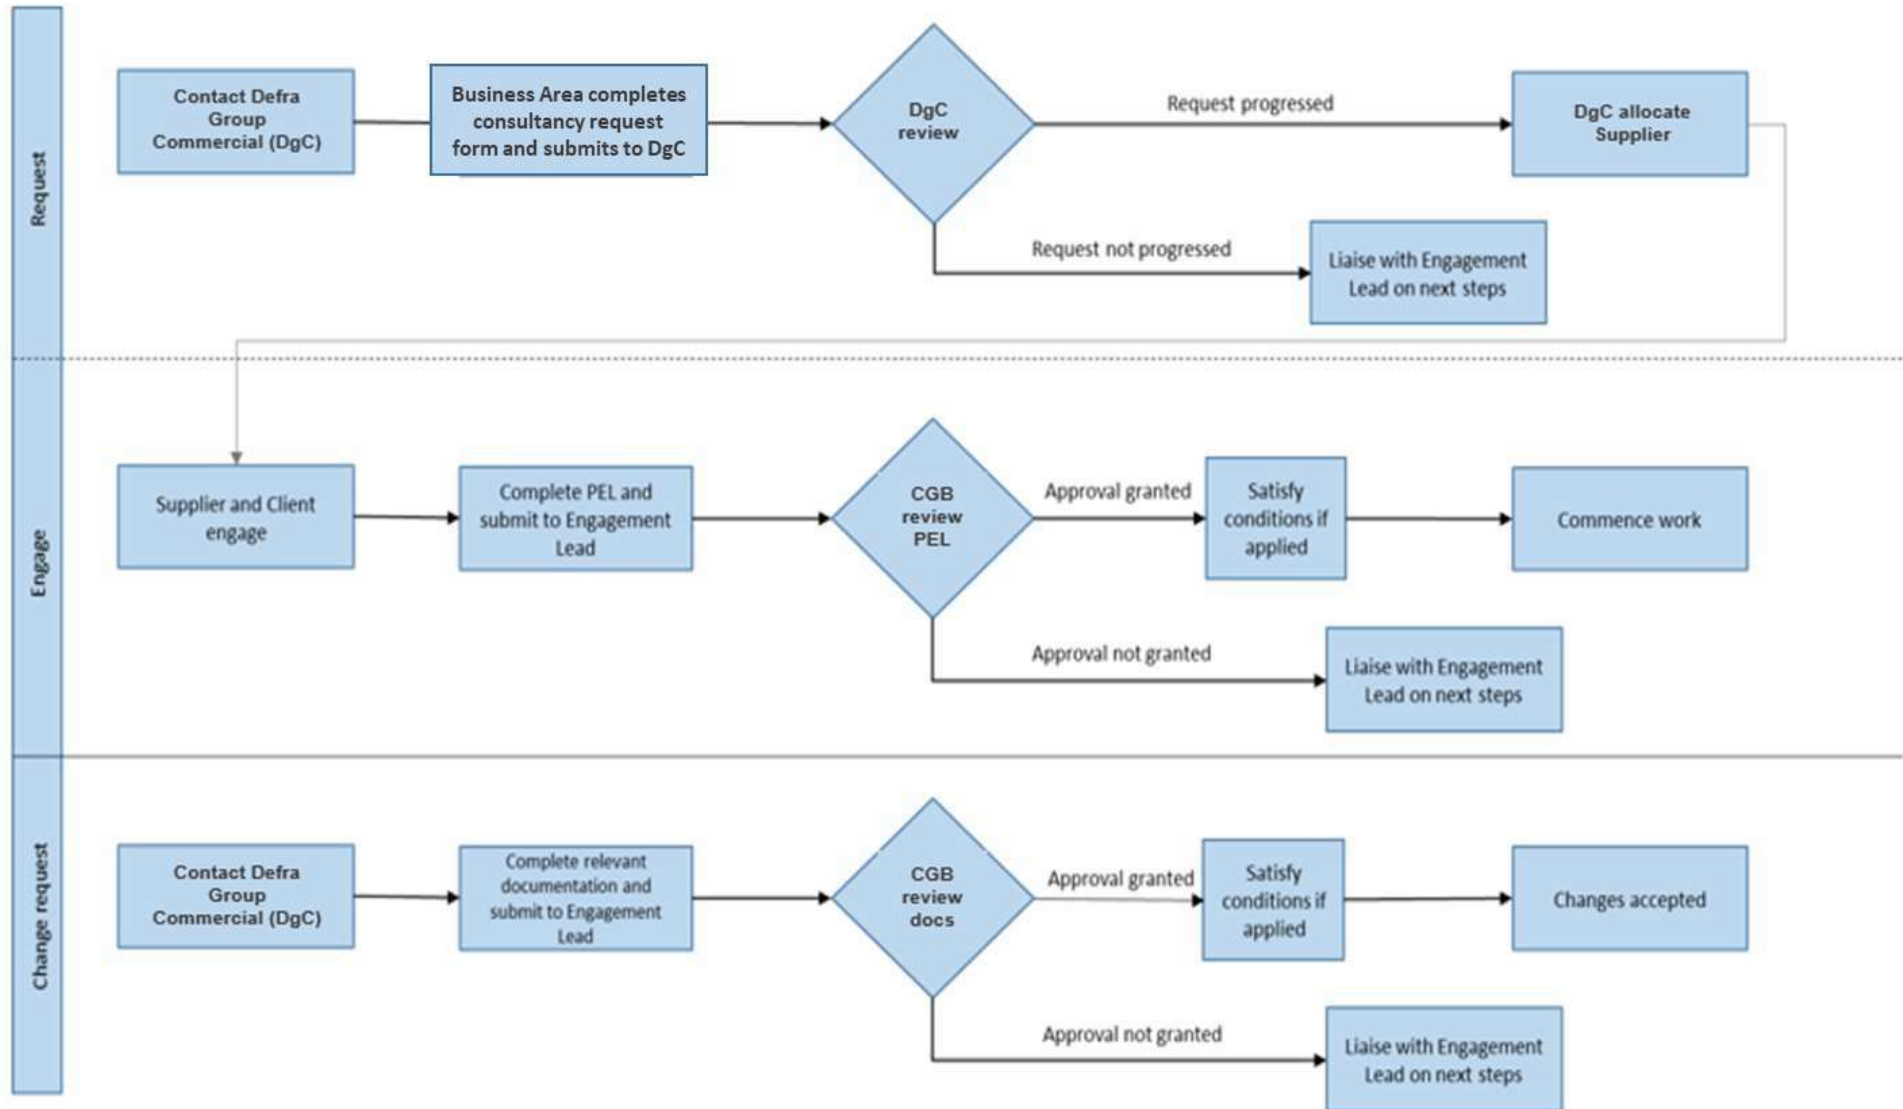 Request
Contact Defra
Group
Commercial (DgC)
Business Area completes
consultancy request
form and submits to DgC
DgC
review
Request progressed
DgC allocate
Supplier
Request not progressed
Liaise with Engagement
Lead on next steps
Engage
Supplier and Client
engage
Complete PEL and
submit to Engagement
Lead
CGB
review
PEL
Approval granted
Satisfy
conditions if
applied
Commence work
Approval not granted
Liaise with Engagement
Lead on next steps
Change request
Contact Defra
Group
Commercial (DgC)
Complete relevant
documentation and
submit to Engagement
Lead
CGB
review
docs
Approval granted
Satisfy
conditions if
applied
Changes accepted
Approval not granted
Liaise with Engagement
Lead on next steps